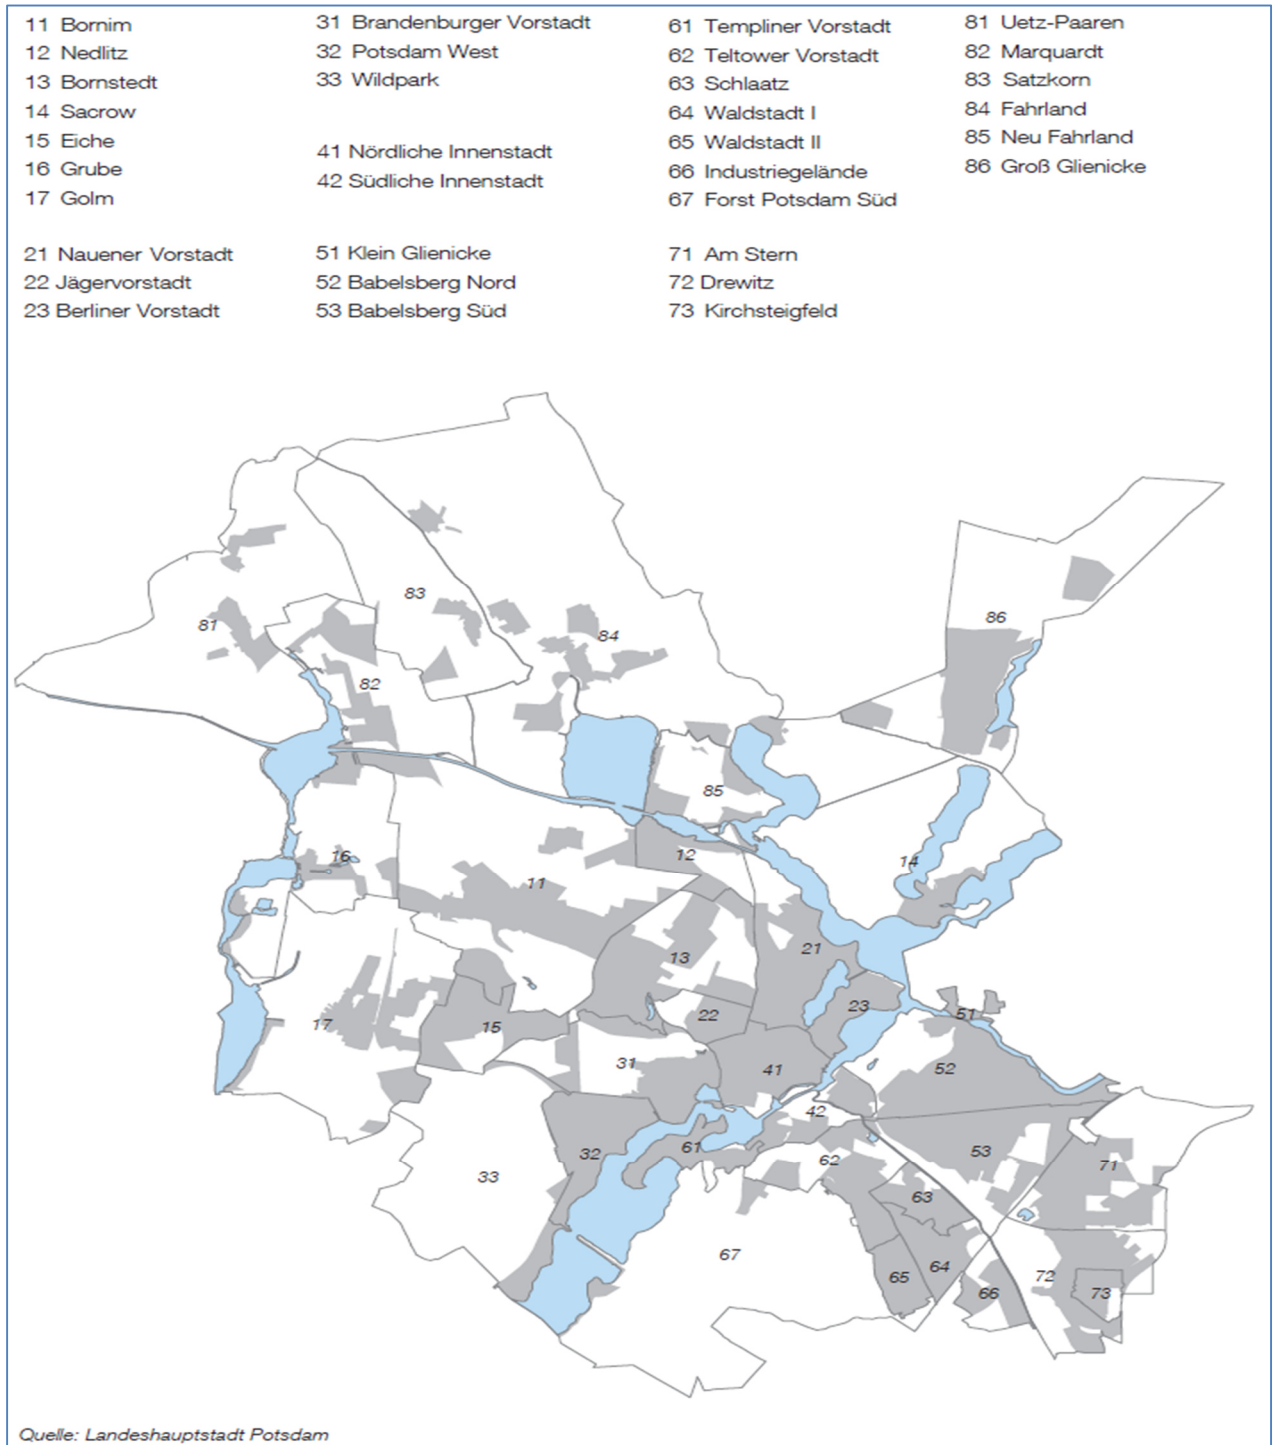 11 Bornim
12 Nedlitz
13 Bornstedt
14 Sacrow
15 Eiche
16 Grube
17 Golm
21 Nauener Vorstadt
22 Jägervorstadt
23 Berliner Vorstadt
31 Brandenburger Vorstadt
32 Potsdam West
33 Wildpark
41 Nördliche Innenstadt
42 Südliche Innenstadt
51 Klein Glienicke
52 Babelsberg Nord
53 Babelsberg Süd
61 Templiner Vorstadt
62 Teltower Vorstadt
63 Schlaatz
64 Waldstadt I
65 Waldstadt II
66 Industriegelände
67 Forst Potsdam Süd
71 Am Stern
72 Drewitz
73 Kirchsteigfeld
81 Uetz-Paaren
82 Marquardt
83 Satzkorn
84 Fahrland
85 Neu Fahrland
86 Groß Glienicke
83
86
81
84
82
85
12
16
14
11
21
13
23
51
22
17
15
31
41
52
42
61
32
53
62
71
33
63
67
64
65
72
66
73
Quelle: Landeshauptstadt Potsdam